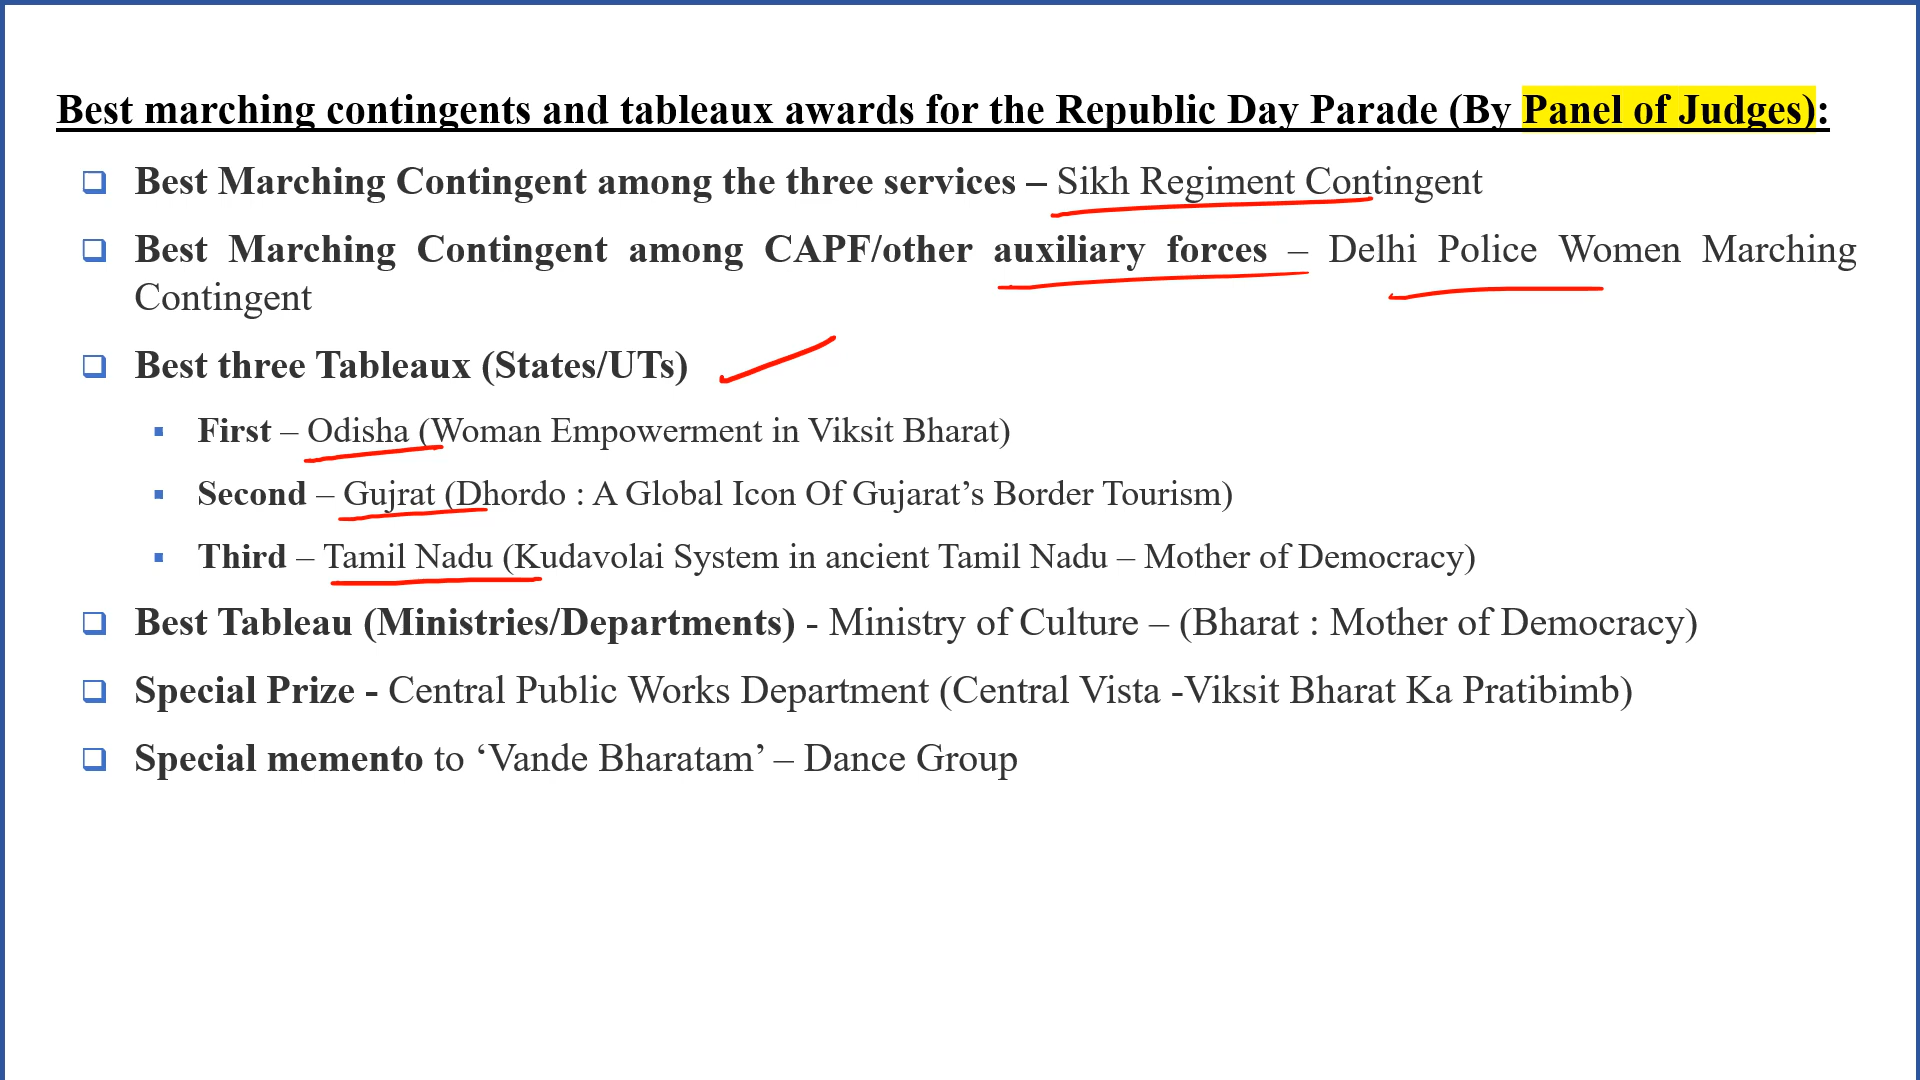 Best marching contingents and tableaux awards for the Republic Day Parade (By Panel of Judges):
Best Marching Contingent among the three services – Sikh Regiment Contingent
Best Marching Contingent among CAPF/other auxiliary forces – Delhi Police Women Marching
Contingent
Best three Tableaux (States/UTs)
First – Odisha (Woman Empowerment in Viksit Bharat)
Second – Gujrat (Dhordo : A Global Icon Of Gujarat’s Border Tourism)
Third – Tamil Nadu (Kudavolai System in ancient Tamil Nadu – Mother of Democracy)
Best Tableau (Ministries/Departments) - Ministry of Culture – (Bharat : Mother of Democracy)
Special Prize - Central Public Works Department (Central Vista -Viksit Bharat Ka Pratibimb)
Special memento to ‘Vande Bharatam’ – Dance Group